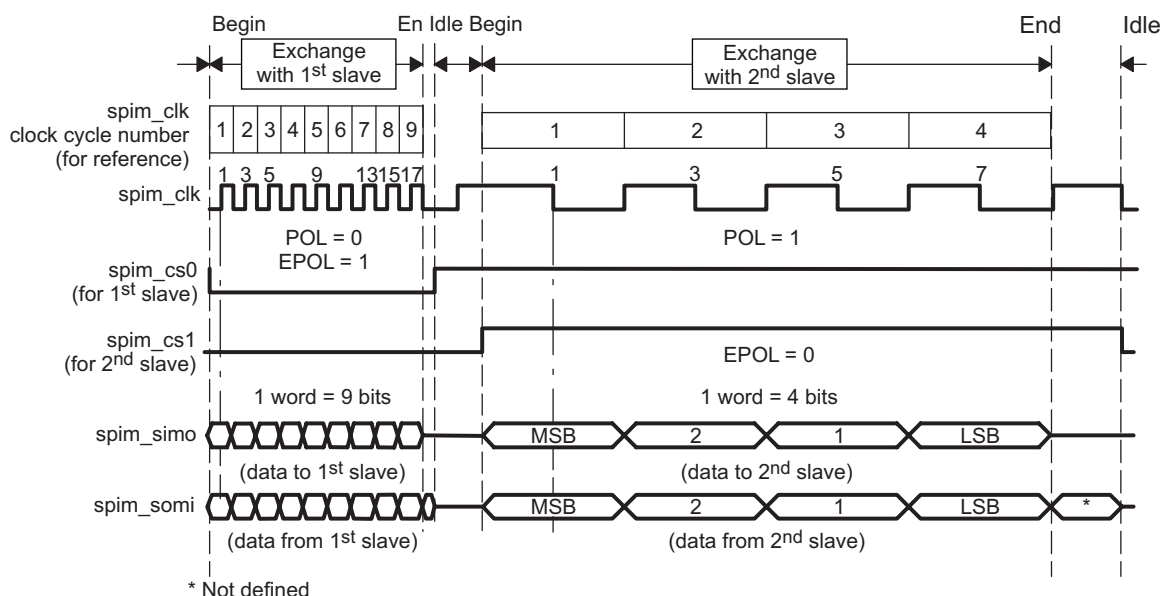 Begin En Idle Begin End Idle
Exchange with 1st slave
Exchange with 2nd slave
spim_clk
clock cycle number
(for reference)
1 2 3 4 5 6 7 8 9
1 2 3 4
1 3 5 9 13 15 17
1 3 5 7
spim_clk
POL = 0
EPOL = 1
POL = 1
spim_cs0
(for 1st slave)
spim_cs1
(for 2nd slave)
EPOL = 0
1 word = 9 bits
1 word = 4 bits
spim_simo
MSB 2 1 LSB
(data to 1st slave)
(data to 2nd slave)
spim_somi
MSB 2 1 LSB *
(data from 1st slave)
(data from 2nd slave)
* Not defined